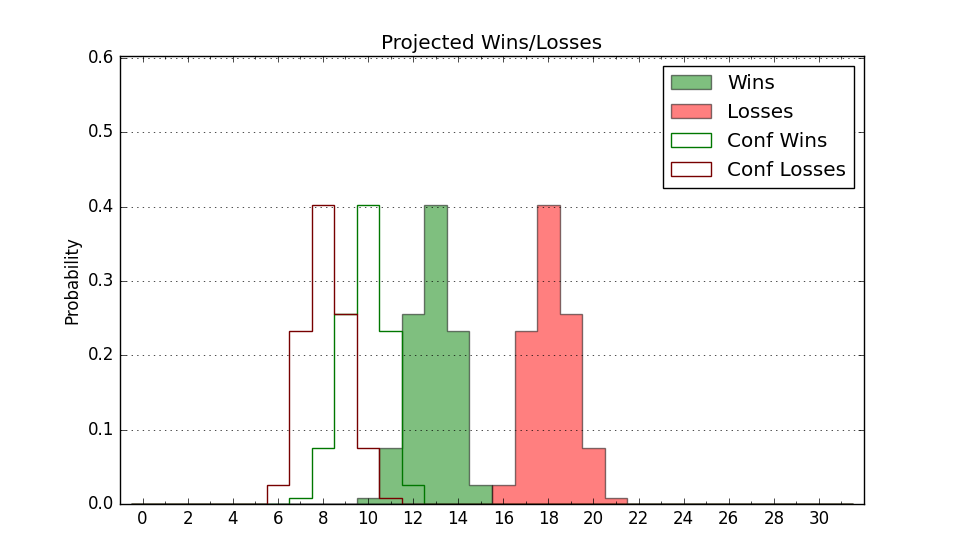 Projected Wins/Losses
0.6
0.5
0.4
0.3
0.2
0.1
0.0
Probability
Wins
Losses
Conf Wins
Conf Losses
0 2 4 6 8 10 12 14 16 18 20 22 24 26 28 30